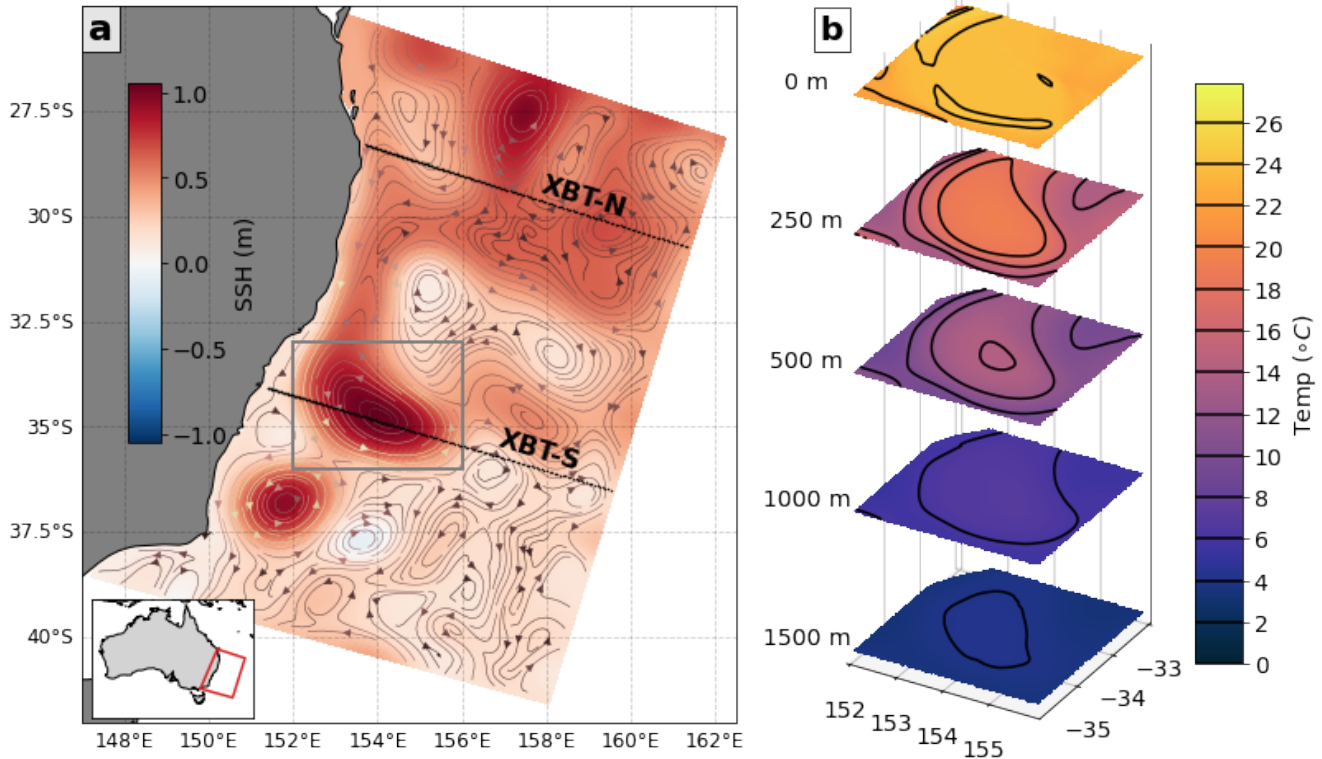 a
27.5°S
30°S
32.5°S
35°S
37.5°S
40°S
1.0
0.5
0.0
−0.5
−1.0
SSH (m)
XBT-N
XBT-S
148°E 150°E 152°E 154°E 156°E 158°E 160°E 162°E
b
0 m
250 m
500 m
1000 m
1500 m
152
153
154
155
−33
−34
−35
26
24
22
20
18
16
14
12
10
8
6
4
2
0
Temp (∘C)